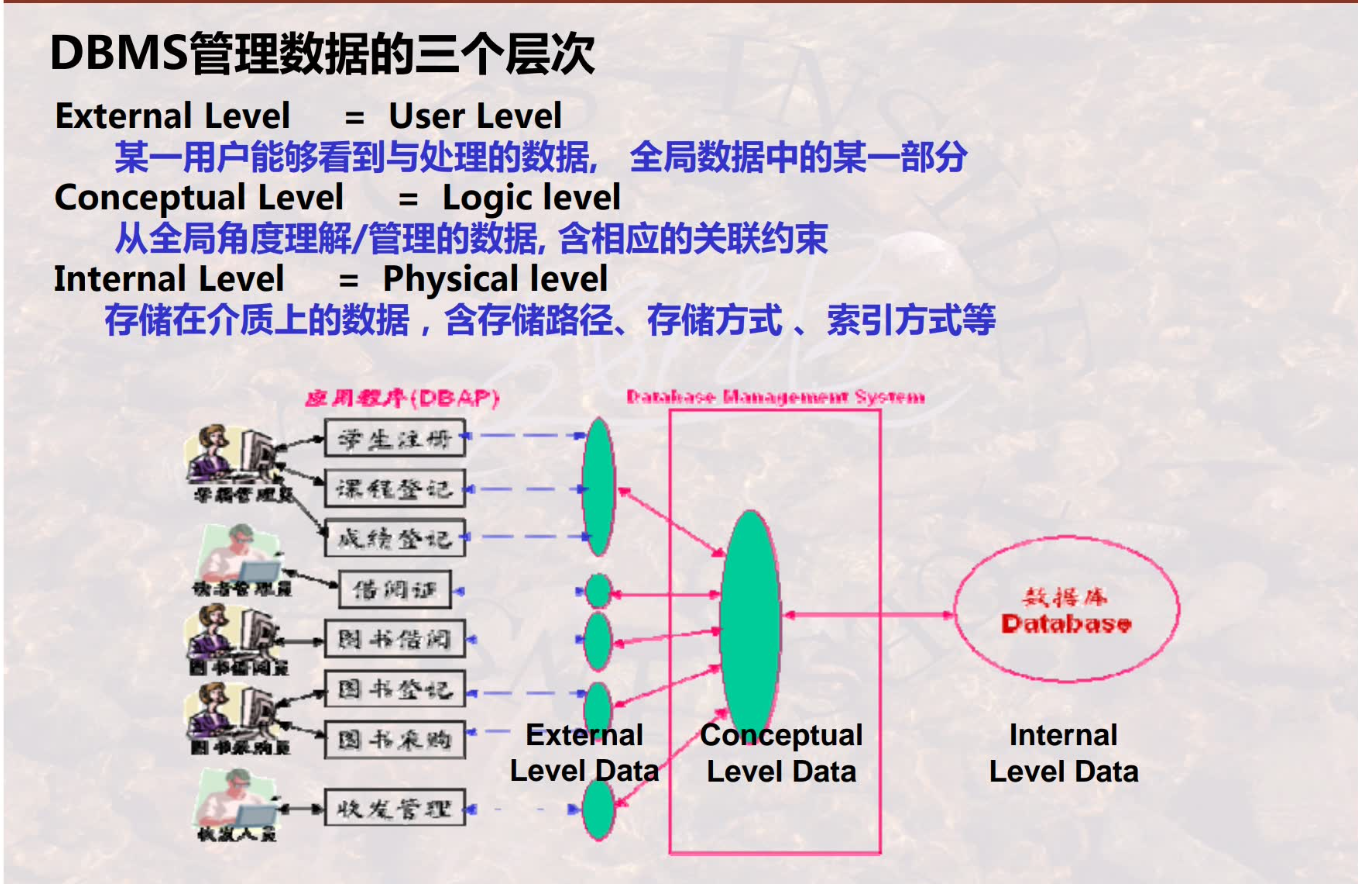 DBMS管理数据的三个层次
External Level = User Level
某一用户能够看到与处理的数据, 全局数据中的某一部分
Conceptual Level = Logic level
从全局角度理解/管理的数据, 含相应的关联约束
Internal Level = Physical level
存储在介质上的数据，含存储路径、存储方式 、索引方式等
应用程序(DBAP)
Database Management System
学生注册
学籍管理员
课程登记
成绩登记
读者管理员
借阅证
图书借阅
图书借阅员
图书登记
图书采购员
图书采购
收发管理
收发人员
数据库
Database
External
Level Data
Conceptual
Level Data
Internal
Level Data